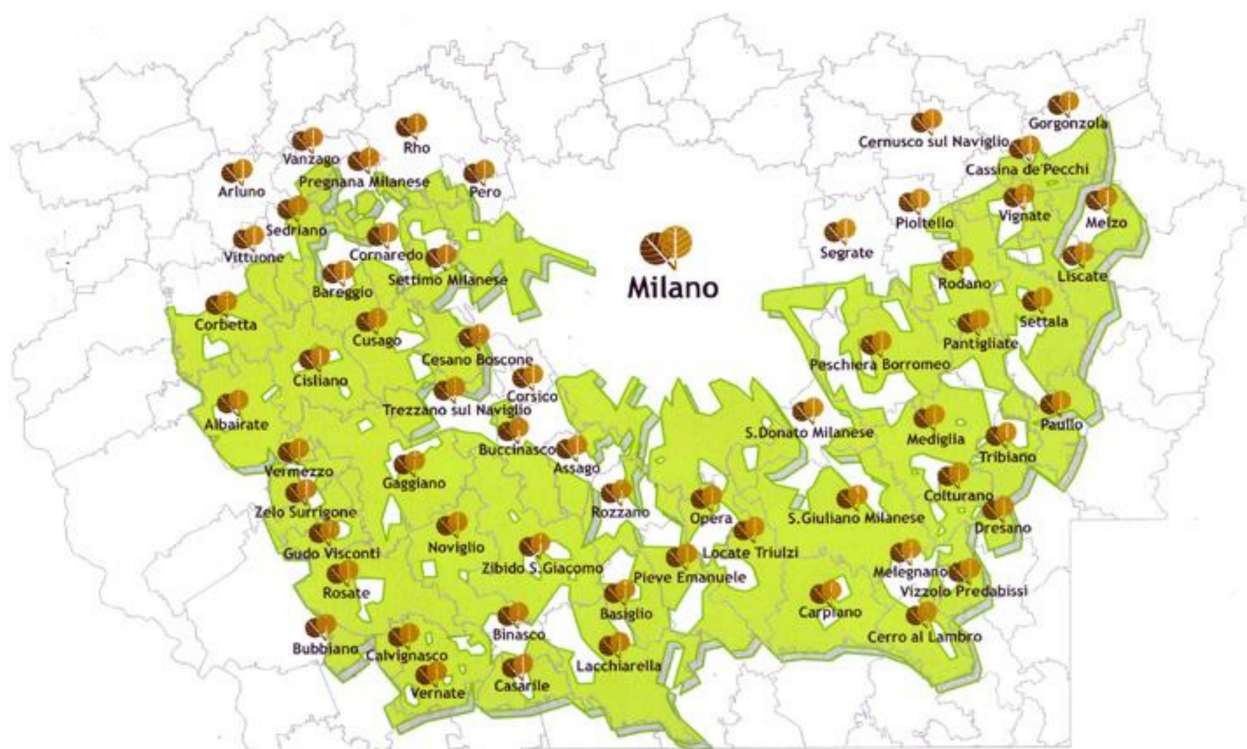 Gorgonzola
Cernusco sul Naviglio
Rho
Vanzago
Cassina de'Pecchi
Pregnana Milanese
Arluno
Pero
Pioltello
Vignate
Melzo
Sedriano
Segrate
Vittuone
Cornaredo
Settimo Milanese
Liscate
Rodano
Bareggio
Milano
Corbetta
Settala
Cusago
Pantigliate
Cesano Boscone
Peschiera Borromeo
Cisliano
Corsico
Trezzano sul Naviglio
Albairate
Paullo
S.Donato Milanese
Mediglia
Buccinasco
Tribiano
Assago
Vermezzo
Gaggiano
Colturano
Zelo Surrigone
Rozzano
Opera
S.Giuliano Milanese
Dresano
Gudo Visconti
Noviglio
Locate Triulzi
Zibido S.Giacomo
Pieve Emanuele
Melegnano
Vizzolo Predabissi
Rosate
Basiglio
Carpiano
Binasco
Cerro al Lambro
Bubbiano
Calvignasco
Lacchiarella
Vernate
Casarile